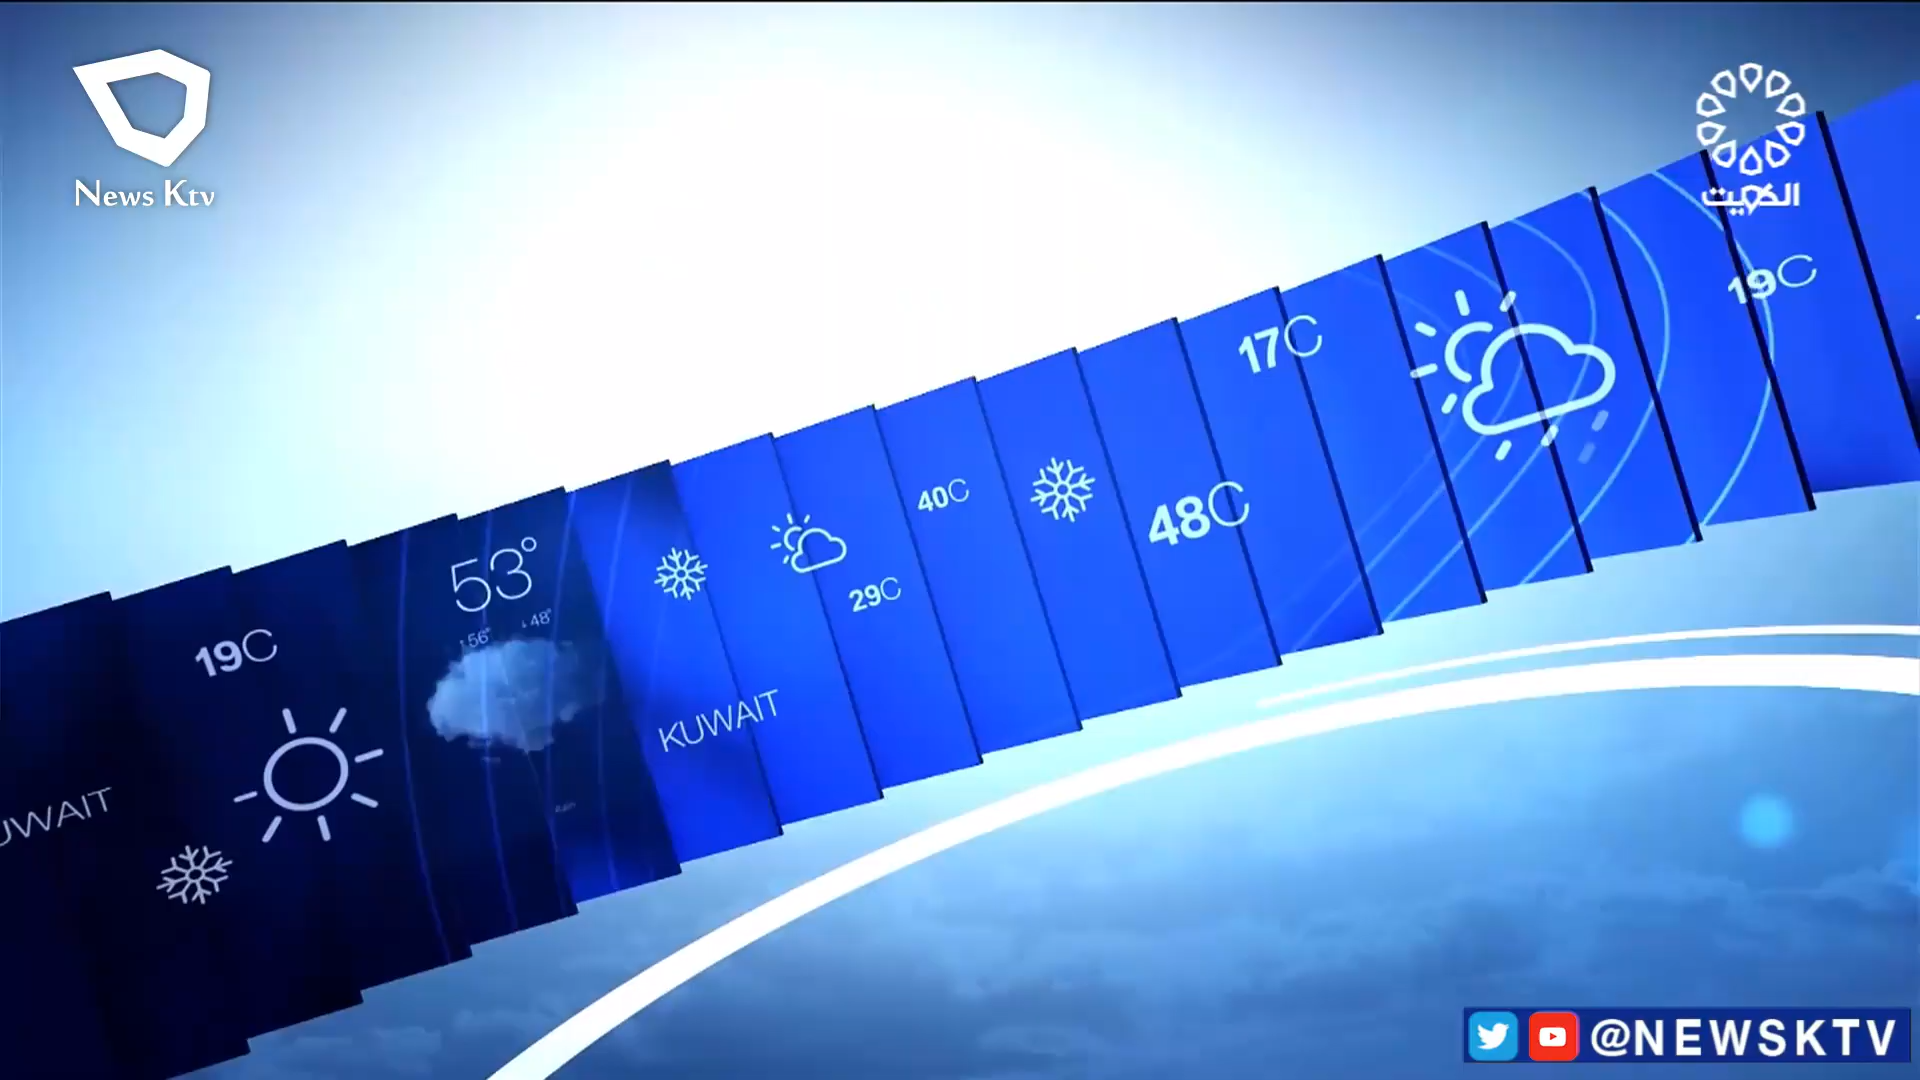 News Ktv
الكويت
19C
17C
48C
40C
53°
56°
48°
29C
19C
KUWAIT
UWAIT
@NEWSKTV